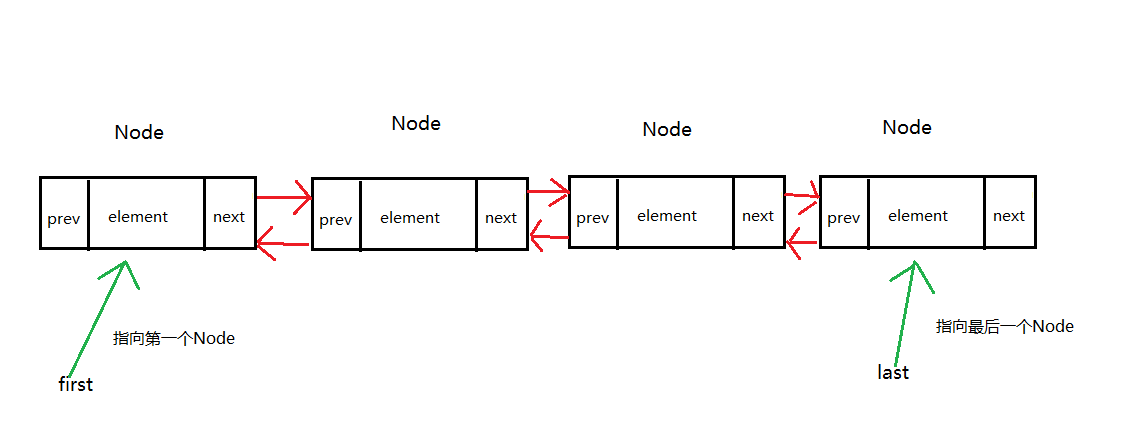 Node
Node
Node
Node
prev element next
prev element next
prev element next
prev element next
指向第一个Node
指向最后一个Node
first
last